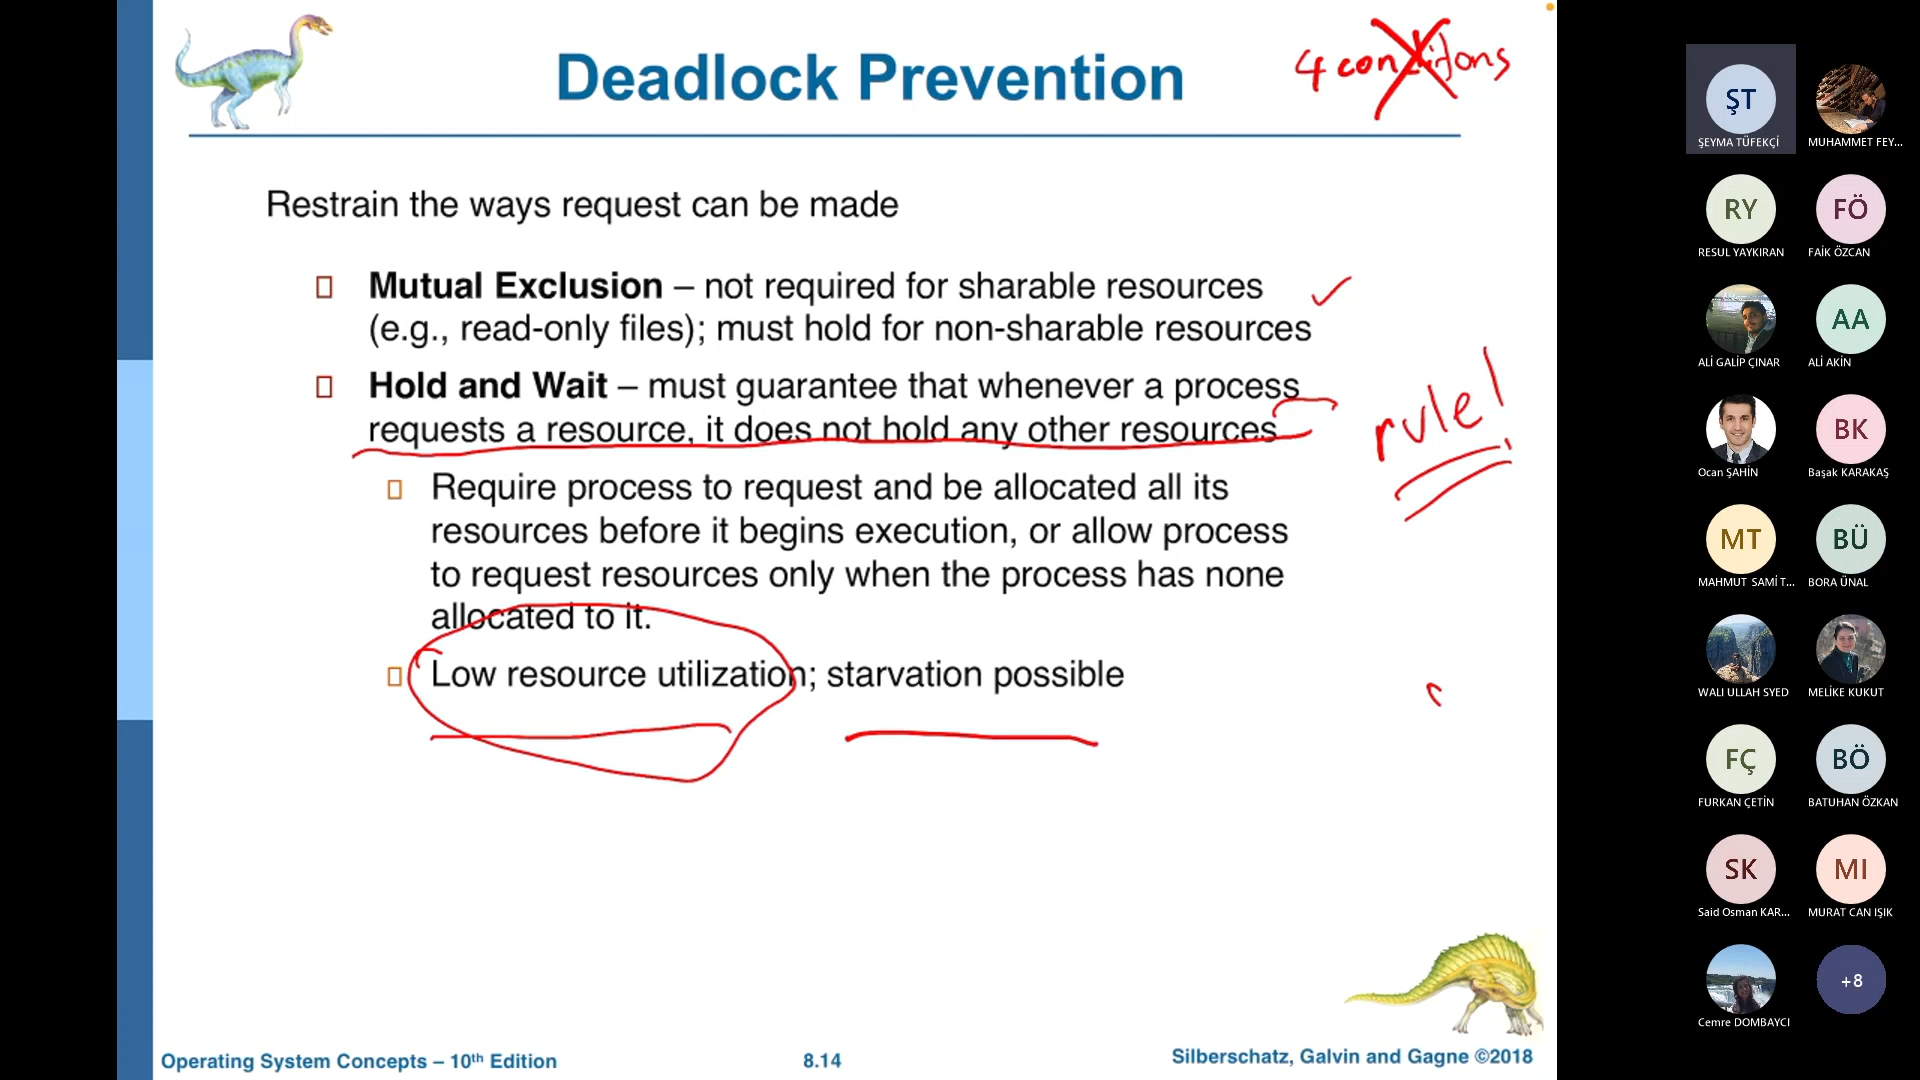 Deadlock Prevention
4 conditions
Restrain the ways request can be made
Mutual Exclusion – not required for sharable resources
(e.g., read-only files); must hold for non-sharable resources
Hold and Wait – must guarantee that whenever a process
requests a resource, it does not hold any other resources
rule!
Require process to request and be allocated all its
resources before it begins execution, or allow process
to request resources only when the process has none
allocated to it.
Low resource utilization; starvation possible
Operating System Concepts – 10th Edition
8.14
Silberschatz, Galvin and Gagne ©2018
ŞT
ŞEYMA TÜFEKÇİ
MUHAMMET FEY...
RY
RESUL YAYKIRAN
FÖ
FAİK ÖZCAN
ALİ GALİP ÇINAR
AA
ALİ AKİN
Ocan ŞAHİN
BK
Başak KARAKAŞ
MT
MAHMUT SAMİ T...
BÜ
BORA ÜNAL
WALI ULLAH SYED
MELİKE KUKUT
FÇ
FURKAN ÇETİN
BÖ
BATUHAN ÖZKAN
SK
Said Osman KAR...
MI
MURAT CAN IŞIK
Cemre DOMBAYCI
+8